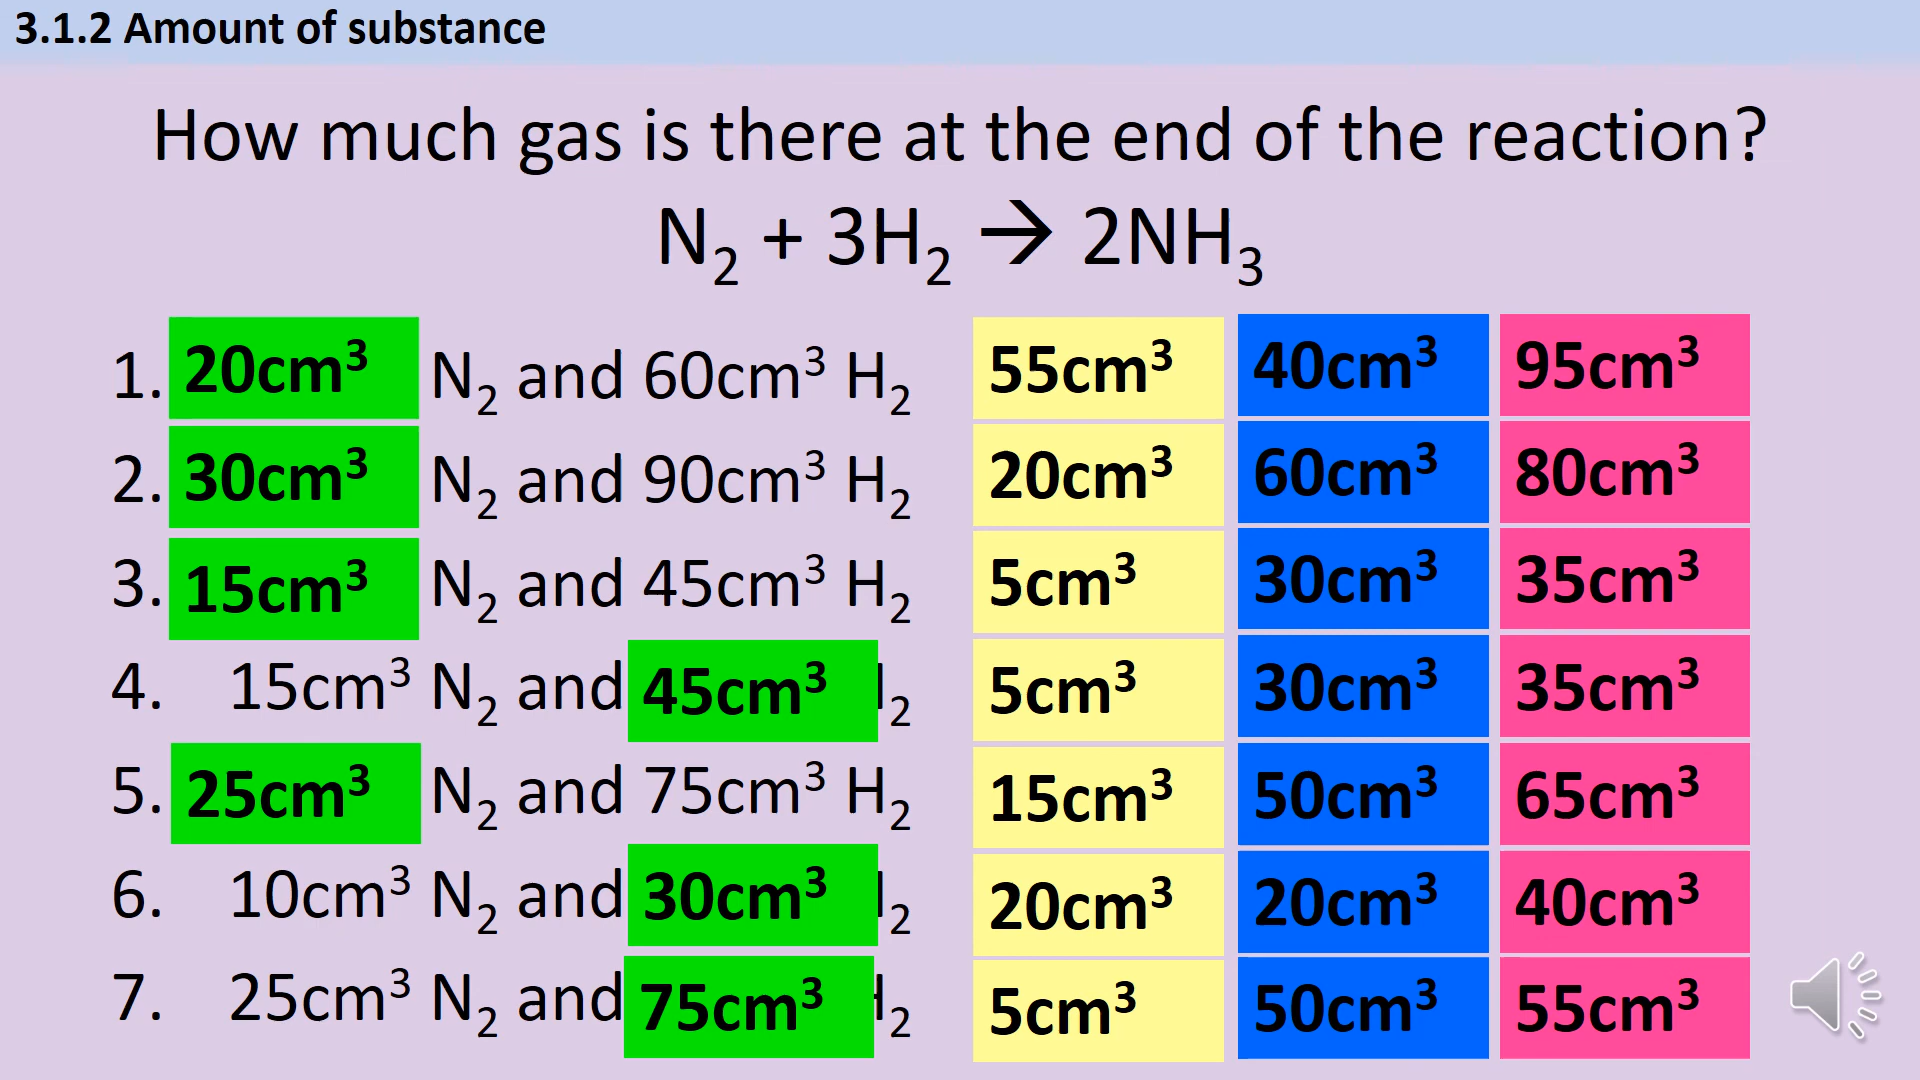 3.1.2 Amount of substance
How much gas is there at the end of the reaction?
N₂ + 3H₂ → 2NH₃
1. 20cm³ N₂ and 60cm³ H₂ 55cm³ 40cm³ 95cm³
2. 30cm³ N₂ and 90cm³ H₂ 20cm³ 60cm³ 80cm³
3. 15cm³ N₂ and 45cm³ H₂ 5cm³ 30cm³ 35cm³
4. 15cm³ N₂ and 45cm³ H₂ 5cm³ 30cm³ 35cm³
5. 25cm³ N₂ and 75cm³ H₂ 15cm³ 50cm³ 65cm³
6. 10cm³ N₂ and 30cm³ H₂ 20cm³ 20cm³ 40cm³
7. 25cm³ N₂ and 75cm³ H₂ 5cm³ 50cm³ 55cm³